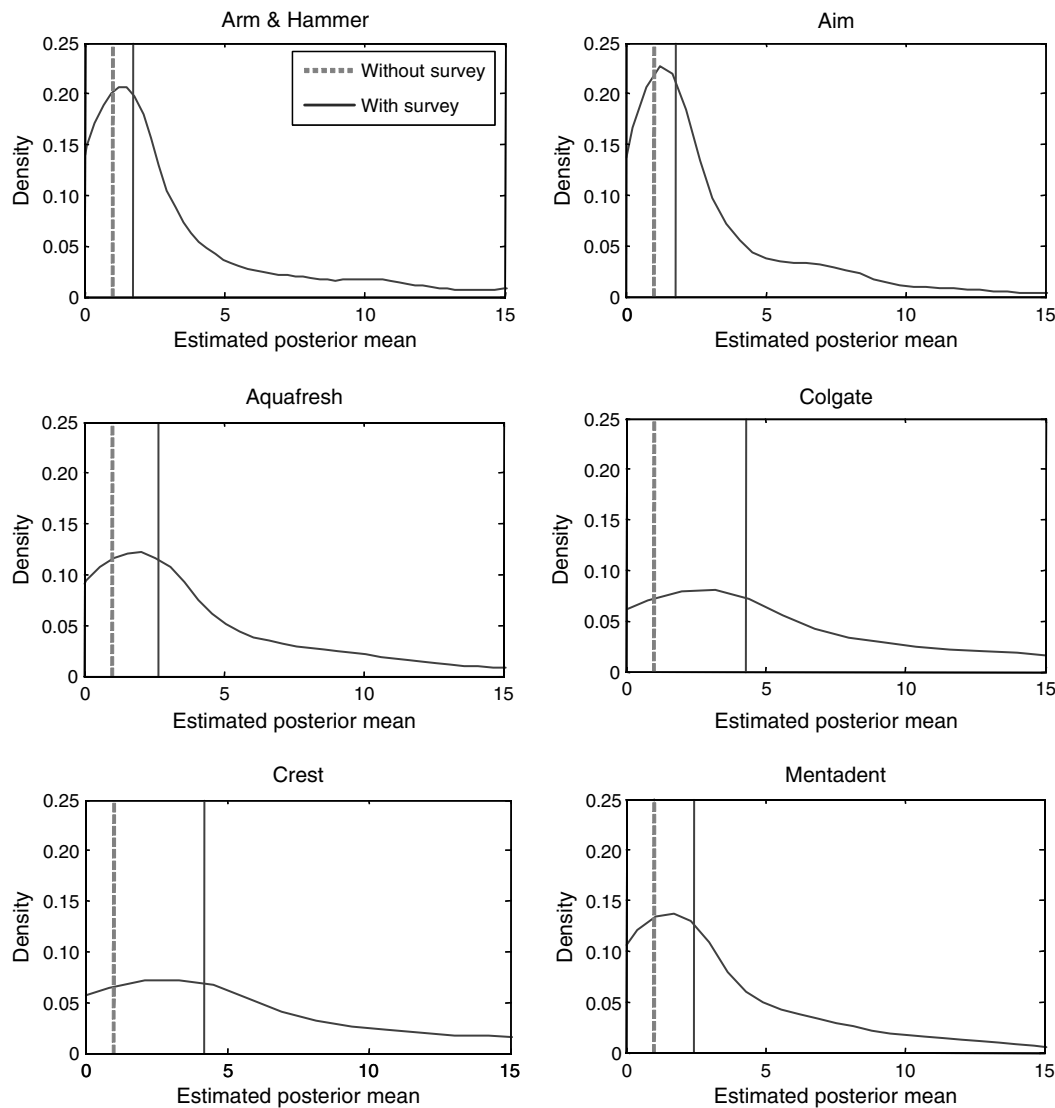 Arm & Hammer
0.25
0.20
0.15
0.10
0.05
0
Density
Without survey
With survey
0 5 10 15
Estimated posterior mean
Aim
0.25
0.20
0.15
0.10
0.05
0
Density
0 5 10 15
Estimated posterior mean
Aquafresh
0.25
0.20
0.15
0.10
0.05
0
Density
0 5 10 15
Estimated posterior mean
Colgate
0.25
0.20
0.15
0.10
0.05
0
Density
0 5 10 15
Estimated posterior mean
Crest
0.25
0.20
0.15
0.10
0.05
0
Density
0 5 10 15
Estimated posterior mean
Mentadent
0.25
0.20
0.15
0.10
0.05
0
Density
0 5 10 15
Estimated posterior mean